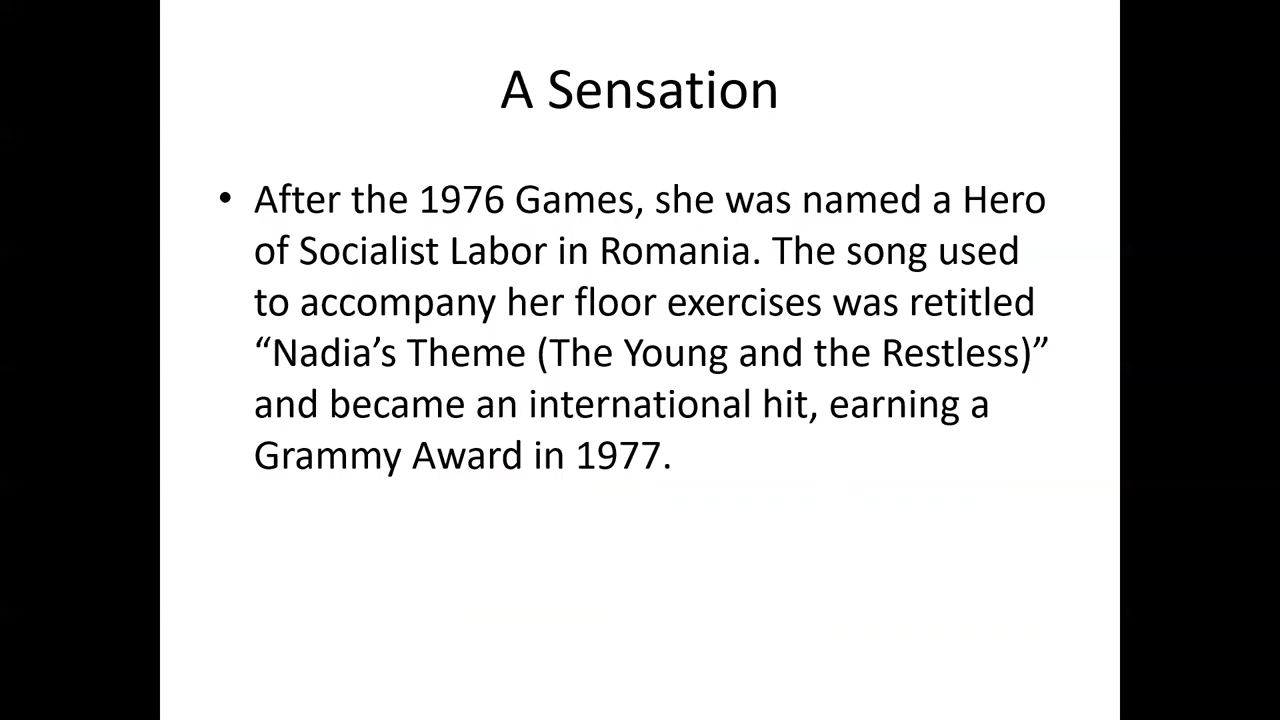 A Sensation
• After the 1976 Games, she was named a Hero
of Socialist Labor in Romania. The song used
to accompany her floor exercises was retitled
“Nadia’s Theme (The Young and the Restless)”
and became an international hit, earning a
Grammy Award in 1977.